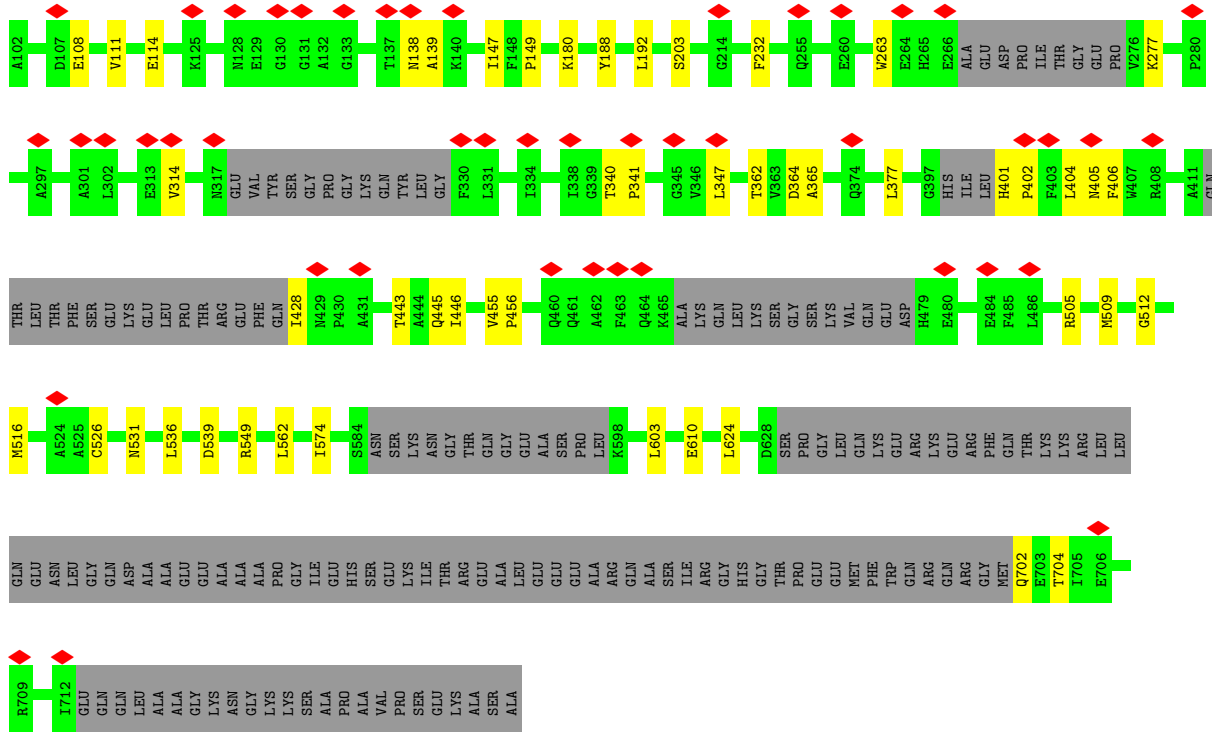 A102 D107 E108 V111 E114 K125 N128 E129 G130 G131 A132 G133 T137 N138 A139 K140 I147 F148 P149 K180 Y188 L192 S203 G214 F232 Q255 E260 W263 E264 H265 E266 ALA GLU ASP PRO ILE THR GLY GLU PRO V276 K277 P280
A297 A301 L302 E313 V314 N317 GLU VAL TYR SER GLY PRO GLY LYS GLN TYR LEU GLY F330 L331 I334 I338 G339 T340 P341 G345 V346 L347 T362 V363 D364 A365 Q374 L377 G397 HIS ILE LEU H401 P402 F403 L404 N405 F406 W407 R408 A411 GLN
THR LEU THR PHE SER GLU LYS GLU LEU PRO THR ARG GLU PHE GLN I428 N429 P430 A431 T443 A444 Q445 I446 V455 P456 Q460 Q461 A462 F463 Q464 K465 ALA LYS GLN LEU LYS SER GLY SER LYS VAL GLN GLU ASP H479 E480 E484 F485 L486 R505 M509 G512
M516 A524 A525 C526 N531 L536 D539 R549 L562 I574 S584 ASN SER LYS ASN GLY THR GLN GLY GLU ALA SER PRO LEU K598 L603 E610 L624 D628 SER PRO GLY LEU GLN LYS GLU ARG LYS GLU ARG PHE GLN THR LYS LYS ARG LEU LEU
GLN GLU ASN LEU GLY GLN ASP ALA ALA GLU GLU ALA ALA ALA PRO GLY ILE GLU HIS SER GLU LYS ILE THR ARG GLU ALA LEU GLU GLU GLU ALA ARG GLN ALA SER ILE ARG GLY HIS GLY THR PRO GLU GLU MET PHE TRP GLN ARG GLN ARG GLY MET Q702 E703 T704 I705 E706
R709 I712 GLU GLN GLN LEU ALA ALA GLY LYS ASN GLY LYS LYS SER ALA PRO ALA VAL PRO SER GLU LYS ALA SER ALA